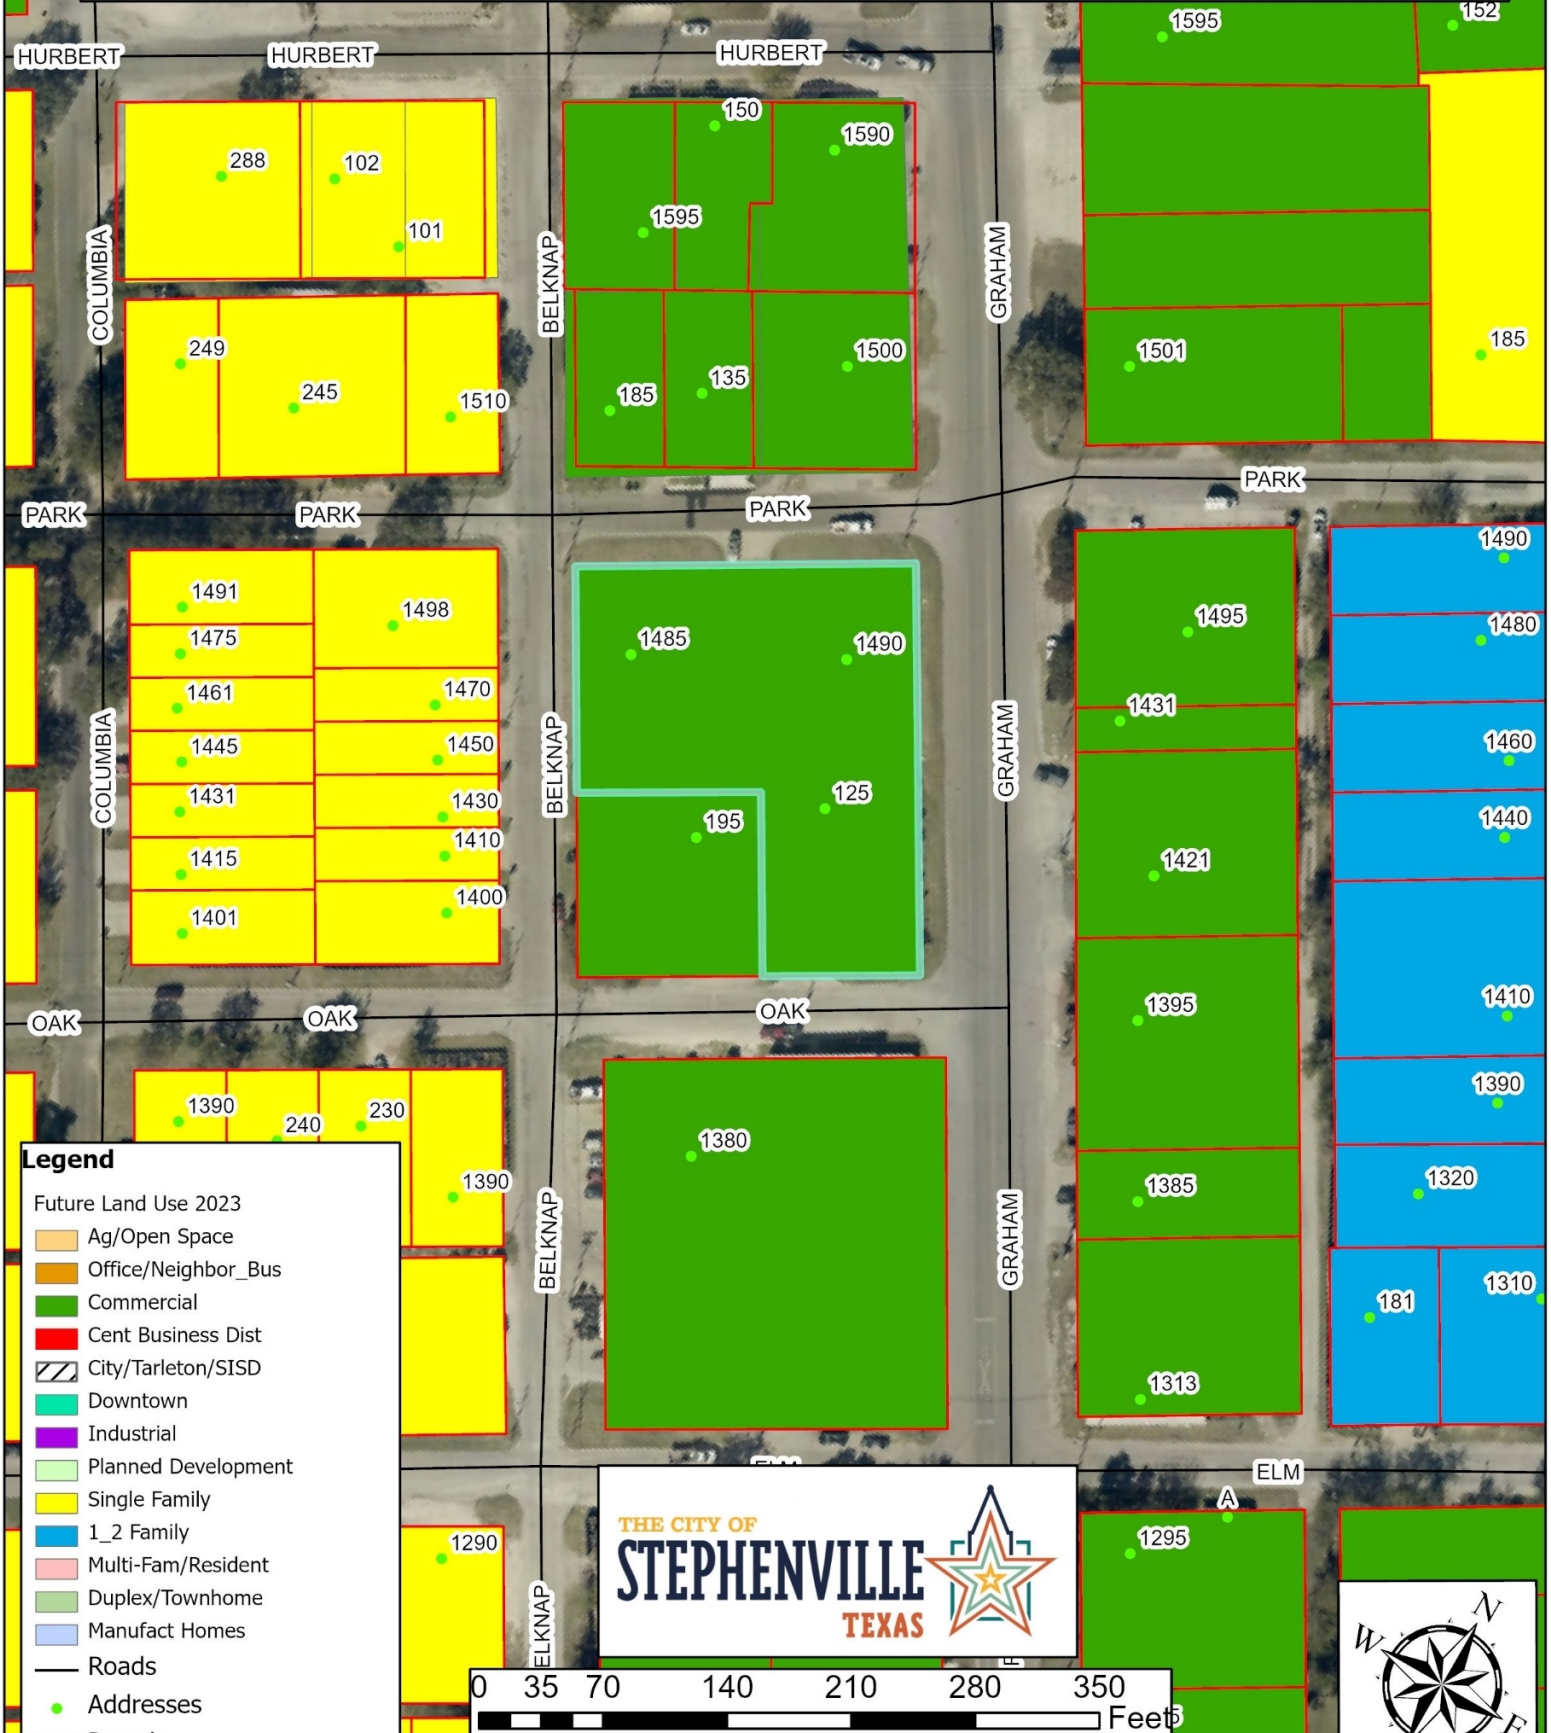 1595
152
HURBERT
HURBERT
HURBERT
150
1590
288
102
1595
101
COLUMBIA
BELKNAP
GRAHAM
249
245
1510
185
135
1500
1501
185
PARK
PARK
PARK
PARK
1491
1498
1475
1461
1470
1445
1450
1431
1430
1415
1410
1401
1400
COLUMBIA
BELKNAP
GRAHAM
1485
1490
125
195
1495
1431
1421
1395
1385
1313
1490
1480
1460
1440
1410
1390
1320
181
1310
OAK
OAK
OAK
1390
240
230
1390
1380
BELKNAP
GRAHAM
ELM
A
1295
1290
ELKNAP
Legend
Future Land Use 2023
Ag/Open Space
Office/Neighbor_Bus
Commercial
Cent Business Dist
City/Tarleton/SISD
Downtown
Industrial
Planned Development
Single Family
1_2 Family
Multi-Fam/Resident
Duplex/Townhome
Manufact Homes
Roads
Addresses
THE CITY OF
STEPHENVILLE
TEXAS
0 35 70 140 210 280 350
Feet
N
W